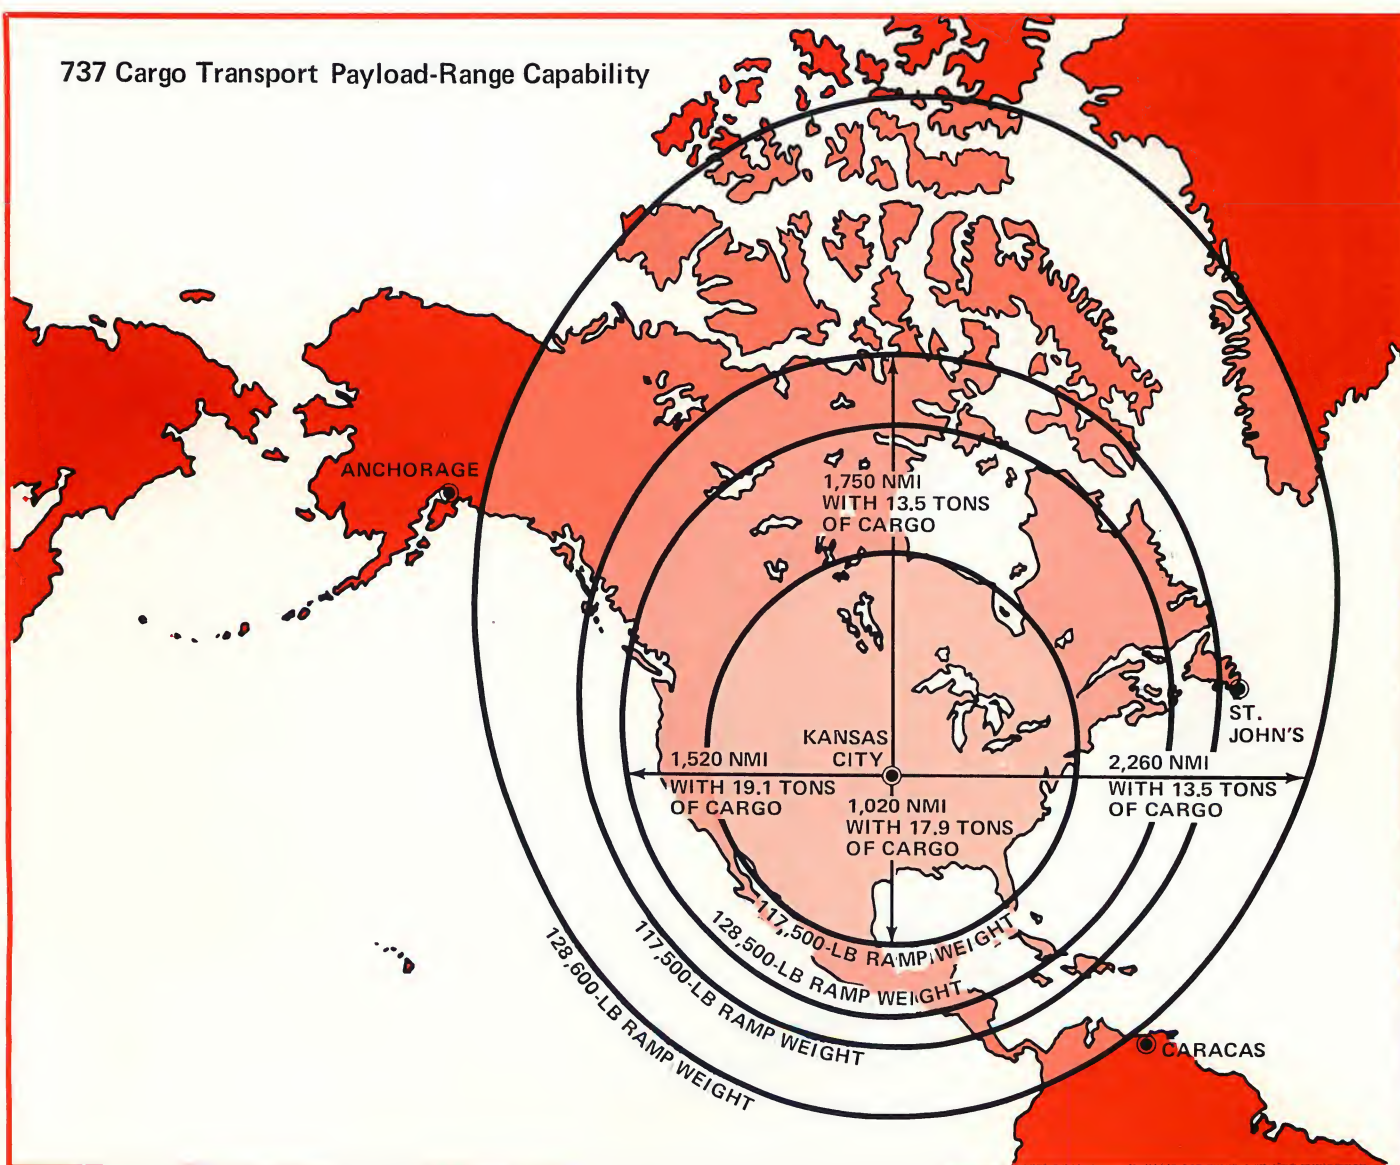 737 Cargo Transport Payload-Range Capability
ANCHORAGE
1,750 NMI
WITH 13.5 TONS
OF CARGO
ST.
JOHN'S
KANSAS
CITY
1,520 NMI
WITH 19.1 TONS
OF CARGO
1,020 NMI
WITH 17.9 TONS
OF CARGO
2,260 NMI
WITH 13.5 TONS
OF CARGO
117,500-LB RAMP WEIGHT
128,500-LB RAMP WEIGHT
117,500-LB RAMP WEIGHT
128,600-LB RAMP WEIGHT
CARACAS